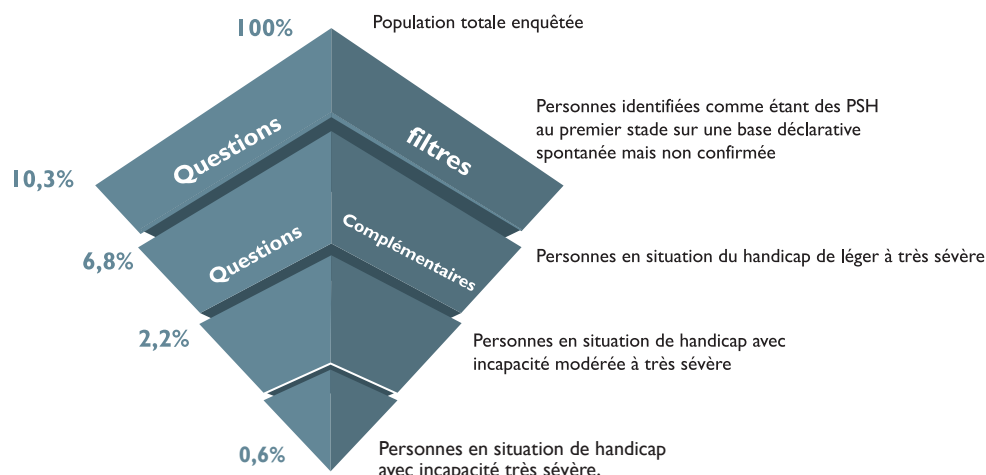 100%
Population totale enquêtée
Personnes identifiées comme étant des PSH
au premier stade sur une base déclarative
spontanée mais non confirmée
Questions
filtres
10,3%
Questions
Complémentaires
6,8%
Personnes en situation du handicap de léger à très sévère
2,2%
Personnes en situation de handicap avec
incapacité modérée à très sévère
0,6%
Personnes en situation de handicap
avec incapacité très sévère.